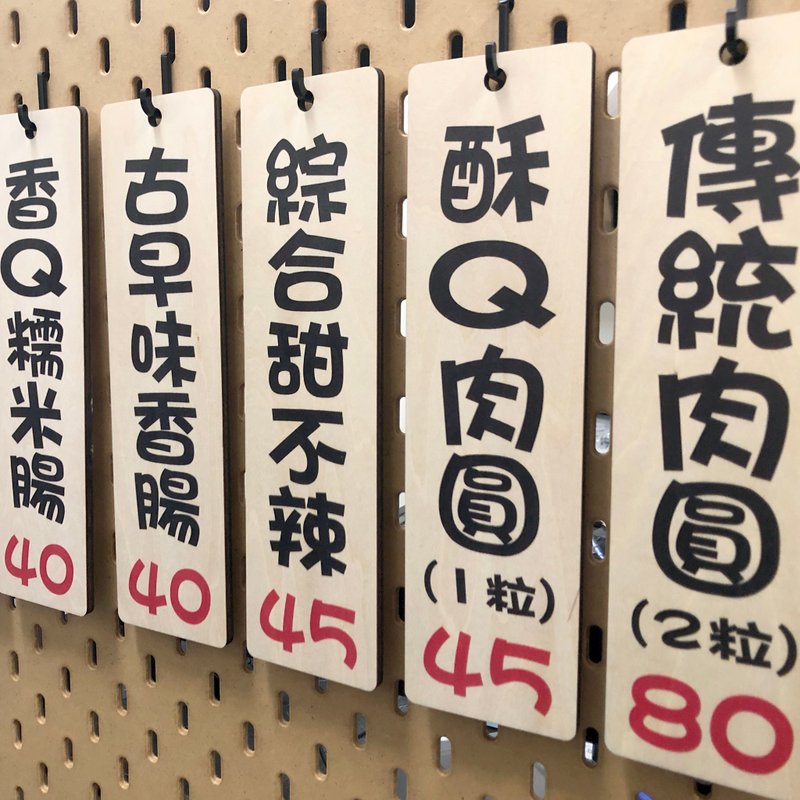 傳統肉圓
(2粒)
80
酥Q肉圓
(1粒)
45
綜合甜不辣
45
古早味香腸
40
香Q糯米腸
40